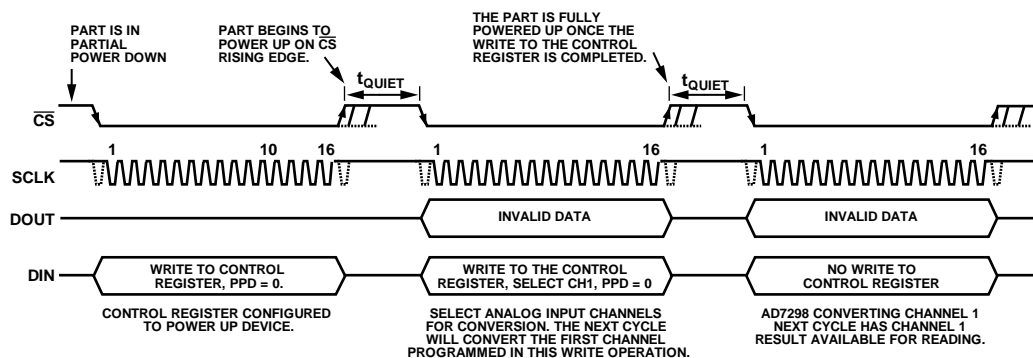 PART IS IN
PARTIAL
POWER DOWN
PART BEGINS TO
POWER UP ON CS
RISING EDGE.
THE PART IS FULLY
POWERED UP ONCE THE
WRITE TO THE CONTROL
REGISTER IS COMPLETED.
tQUIET
tQUIET
CS
1 10 16 1 16 1 16
SCLK
DOUT
INVALID DATA
INVALID DATA
DIN
WRITE TO CONTROL
REGISTER, PPD = 0.
WRITE TO THE CONTROL
REGISTER, SELECT CH1, PPD = 0
NO WRITE TO
CONTROL REGISTER
CONTROL REGISTER CONFIGURED
TO POWER UP DEVICE.
SELECT ANALOG INPUT CHANNELS
FOR CONVERSION. THE NEXT CYCLE
WILL CONVERT THE FIRST CHANNEL
PROGRAMMED IN THIS WRITE OPERATION.
AD7298 CONVERTING CHANNEL 1
NEXT CYCLE HAS CHANNEL 1
RESULT AVAILABLE FOR READING.